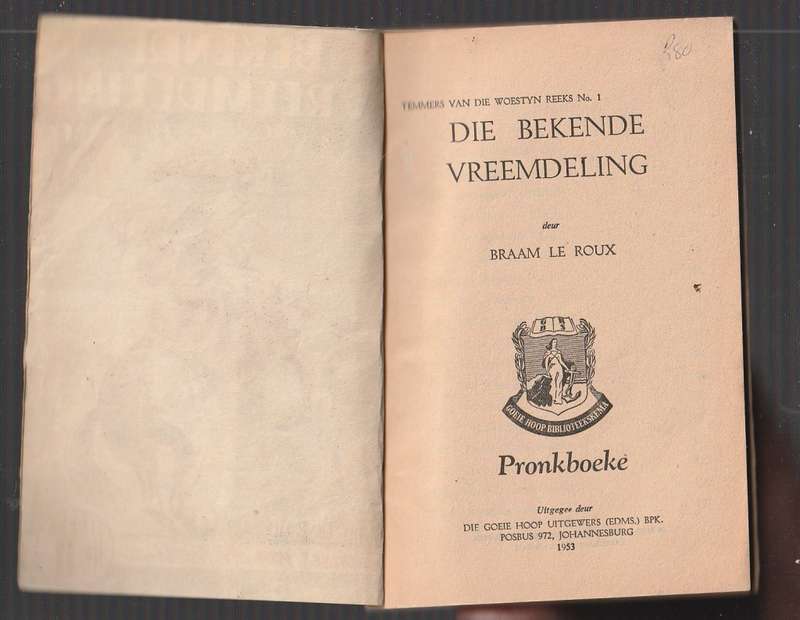 TEMMERS VAN DIE WOESTYN REEKS No. 1
DIE BEKENDE
VREEMDELING
deur
BRAAM LE ROUX
GOEIE HOOP BIBLIOTEEKSKEMA
Pronkboeke
Uitgegee deur
DIE GOEIE HOOP UITGEWERS (EDMS.) BPK.
POSBUS 972, JOHANNESBURG
1953